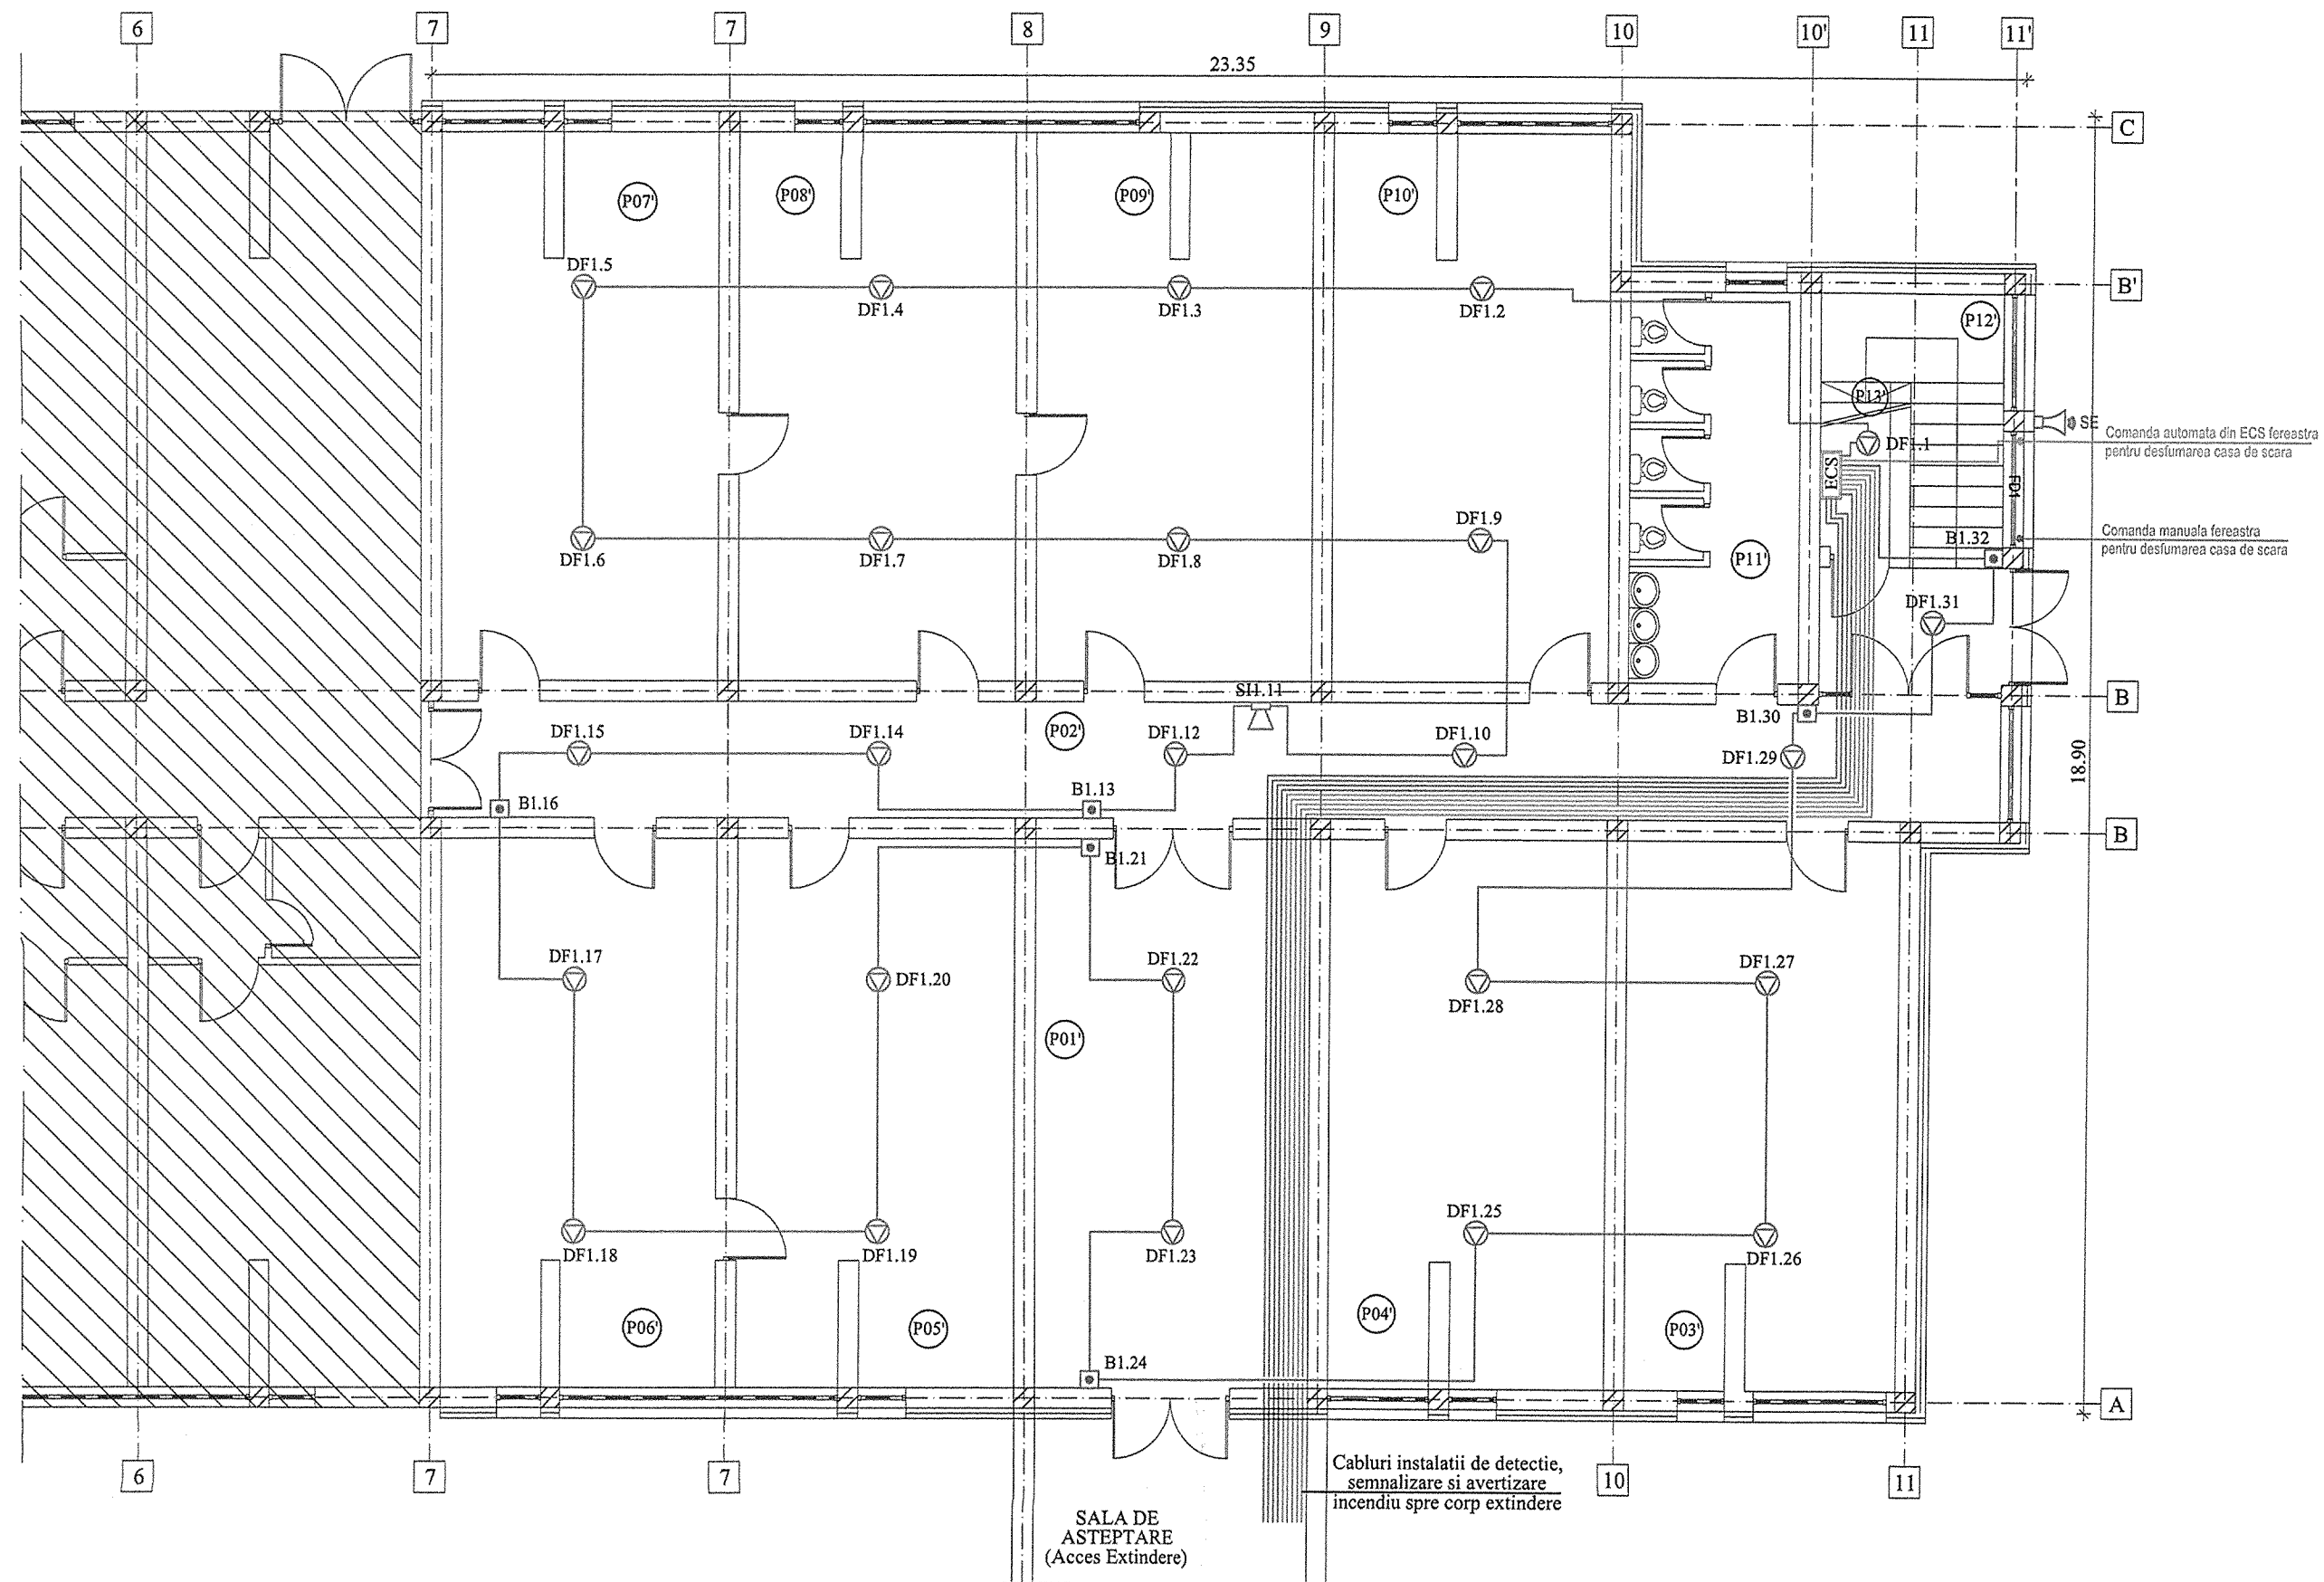 6
7
7
8
9
10
10'
11
11'
23.35
C
P07'
P08'
P09'
P10'
DF1.5
DF1.4
DF1.3
DF1.2
B'
P12'
P13'
SE
DF1.1
Comanda automata din ECS fereastra
pentru desfumarea casa de scara
ECS
FD1
DF1.9
DF1.6
DF1.7
DF1.8
P11'
B1.32
Comanda manuala fereastra
pentru desfumarea casa de scara
DF1.31
SI1.11
B
B1.30
P02'
DF1.15
DF1.14
DF1.12
DF1.10
DF1.29
18.90
B1.16
B1.13
B
B1.21
DF1.17
DF1.20
DF1.22
DF1.27
DF1.28
P01'
DF1.25
DF1.18
DF1.19
DF1.23
DF1.26
P06'
P05'
P04'
P03'
B1.24
A
6
7
7
10
11
Cabluri instalatii de detectie,
semnalizare si avertizare
incendiu spre corp extindere
SALA DE
ASTEPTARE
(Acces Extindere)